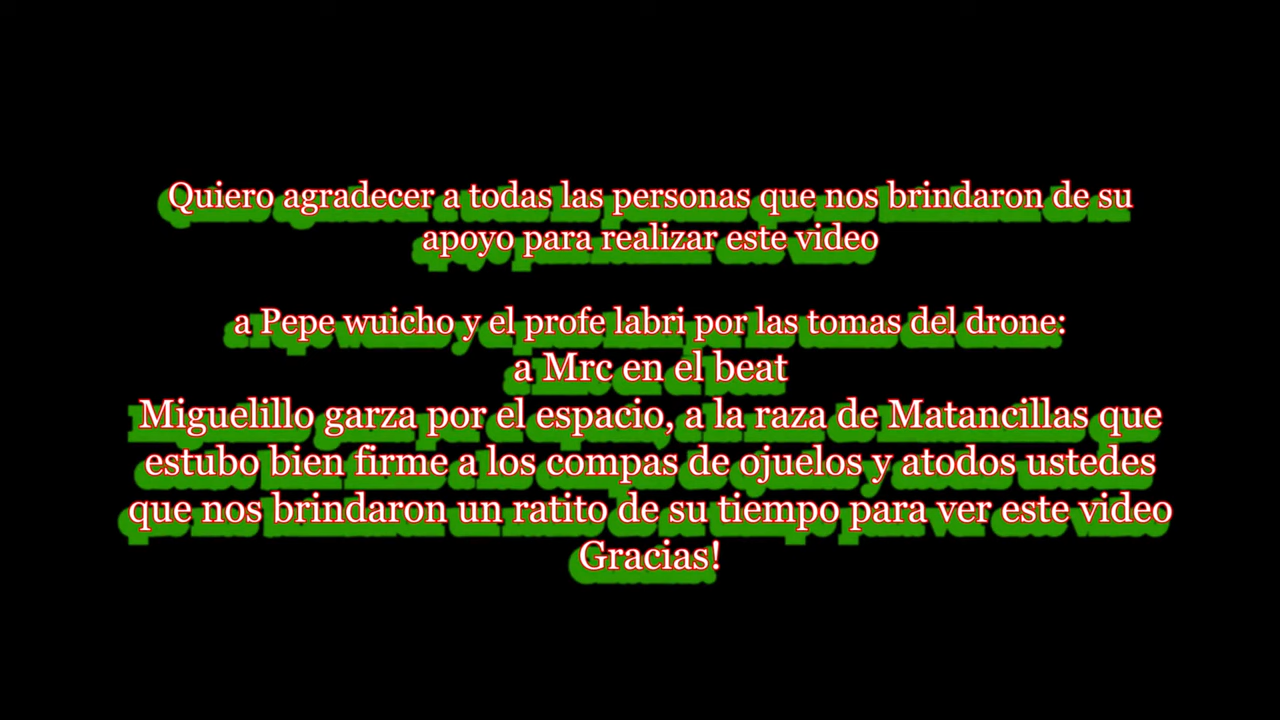 Quiero agradecer a todas las personas que nos brindaron de su
apoyo para realizar este video
a Pepe wuicho y el profe labri por las tomas del drone:
a Mrc en el beat
Miguelillo garza por el espacio, a la raza de Matancillas que
estubo bien firme a los compas de ojuelos y atodos ustedes
que nos brindaron un ratito de su tiempo para ver este video
Gracias!